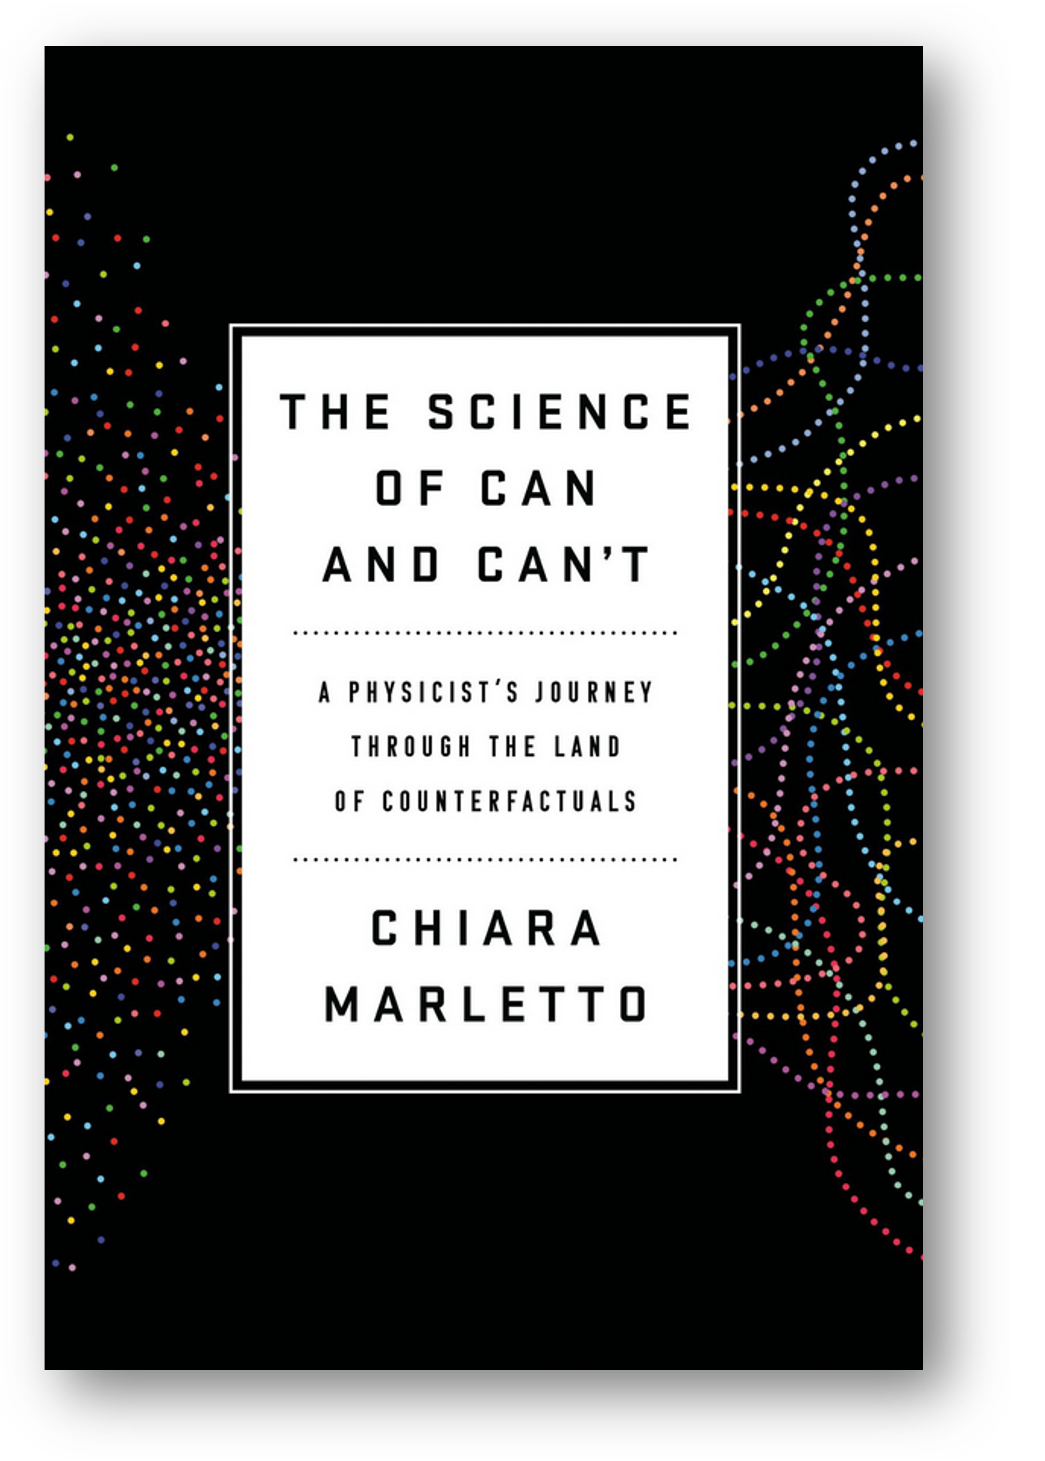 THE SCIENCE
OF CAN
AND CAN'T
A PHYSICIST'S JOURNEY
THROUGH THE LAND
OF COUNTERFACTUALS
CHIARA
MARLETTO